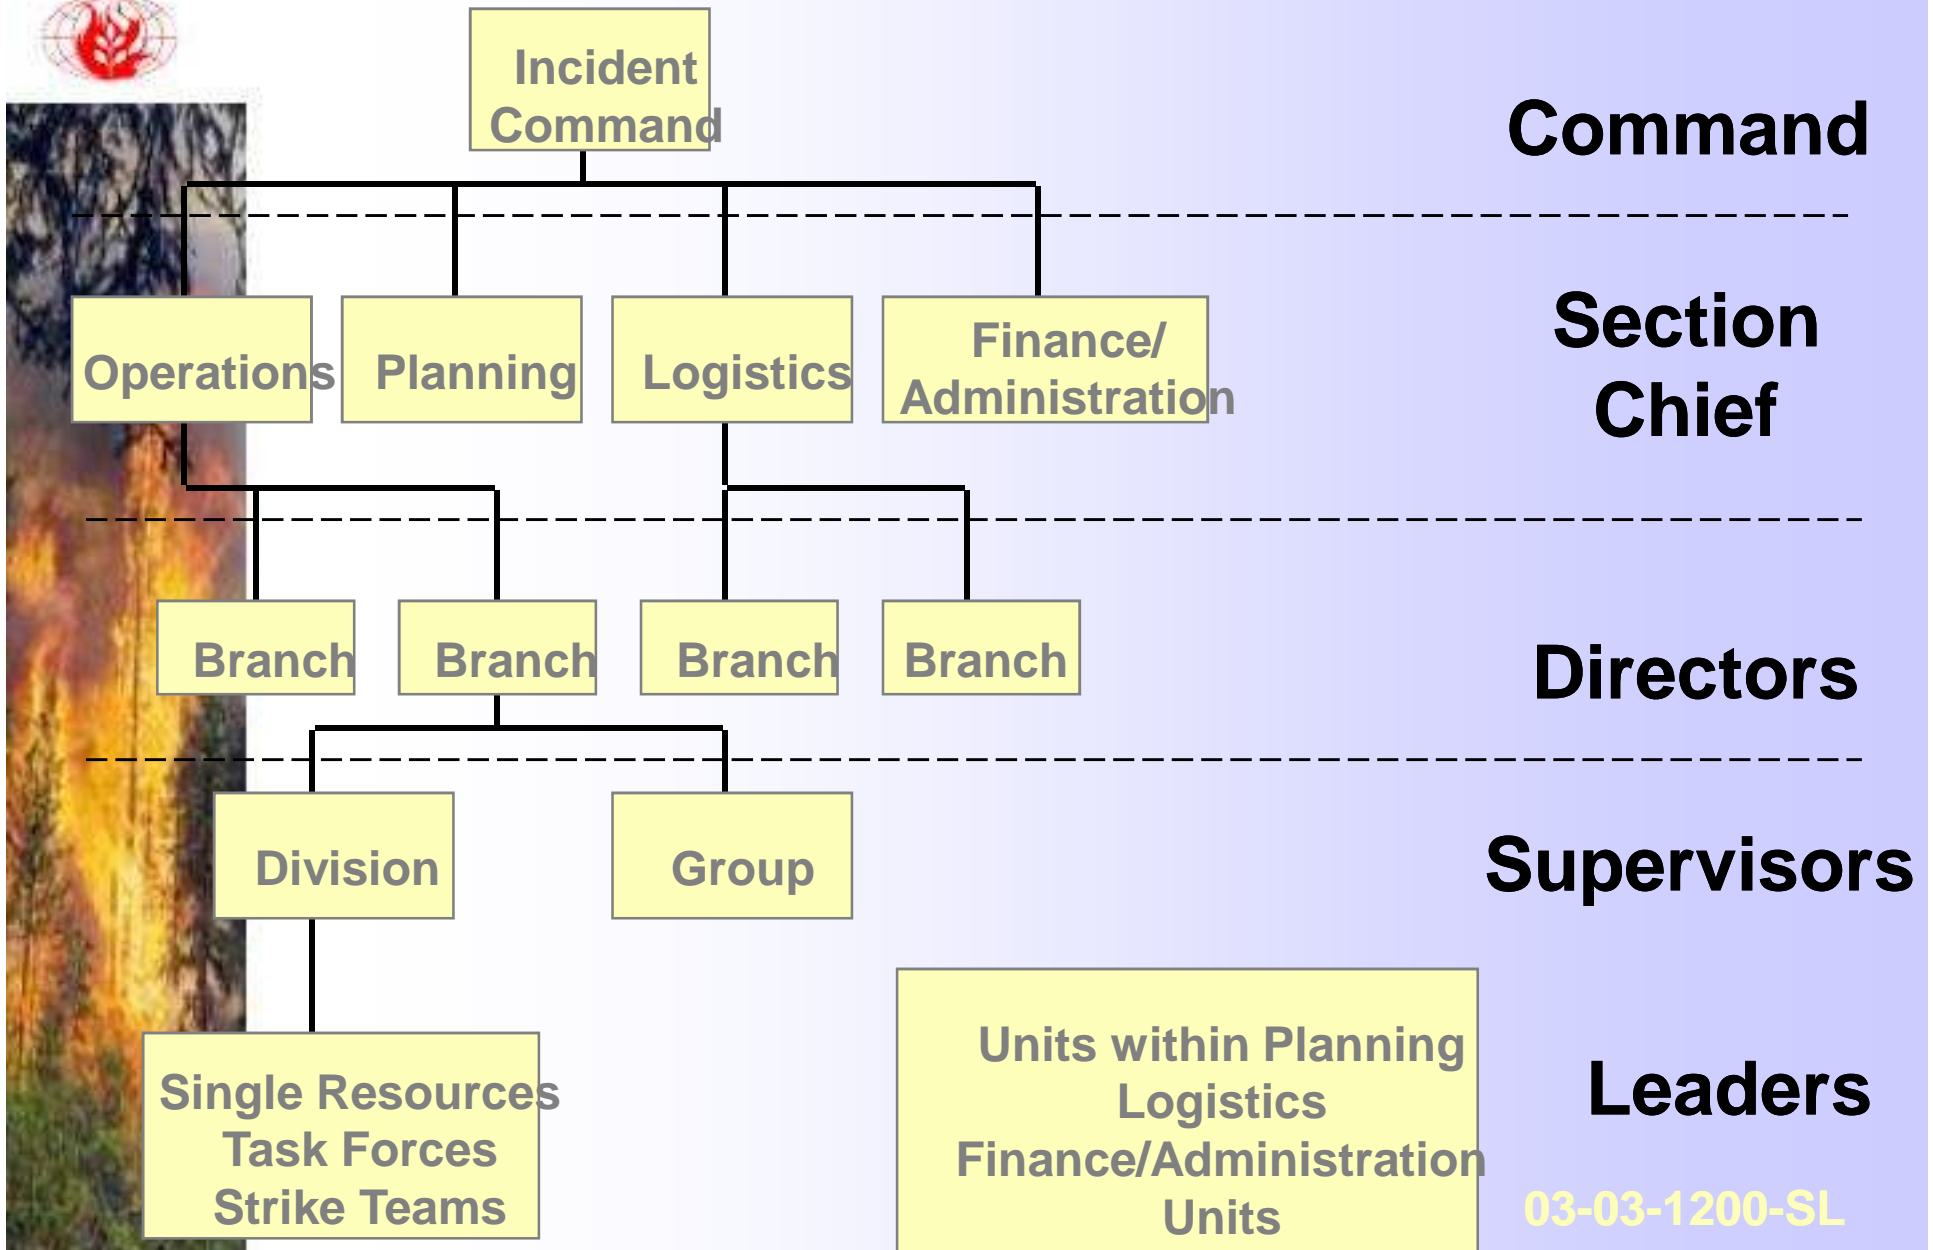 Incident
Command
Command
Operations
Planning
Logistics
Finance/
Administration
Section
Chief
Branch
Branch
Branch
Branch
Directors
Division
Group
Supervisors
Single Resources
Task Forces
Strike Teams
Units within Planning
Logistics
Finance/Administration
Units
Leaders
03-03-1200-SL